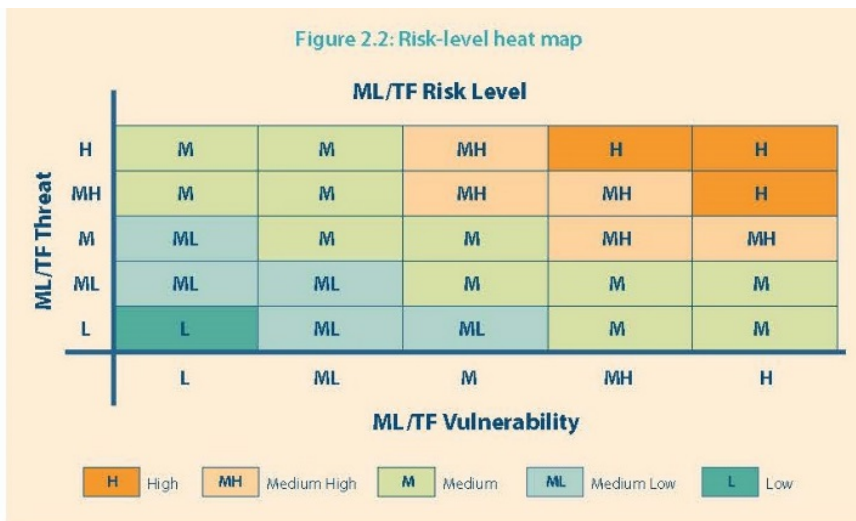 Figure 2.2: Risk-level heat map
ML/TF Risk Level
ML/TF Threat
H M M MH H H
MH M M MH MH H
M ML M M MH MH
ML ML ML M M M
L L ML ML M M
L ML M MH H
ML/TF Vulnerability
H High MH Medium High M Medium ML Medium Low L Low